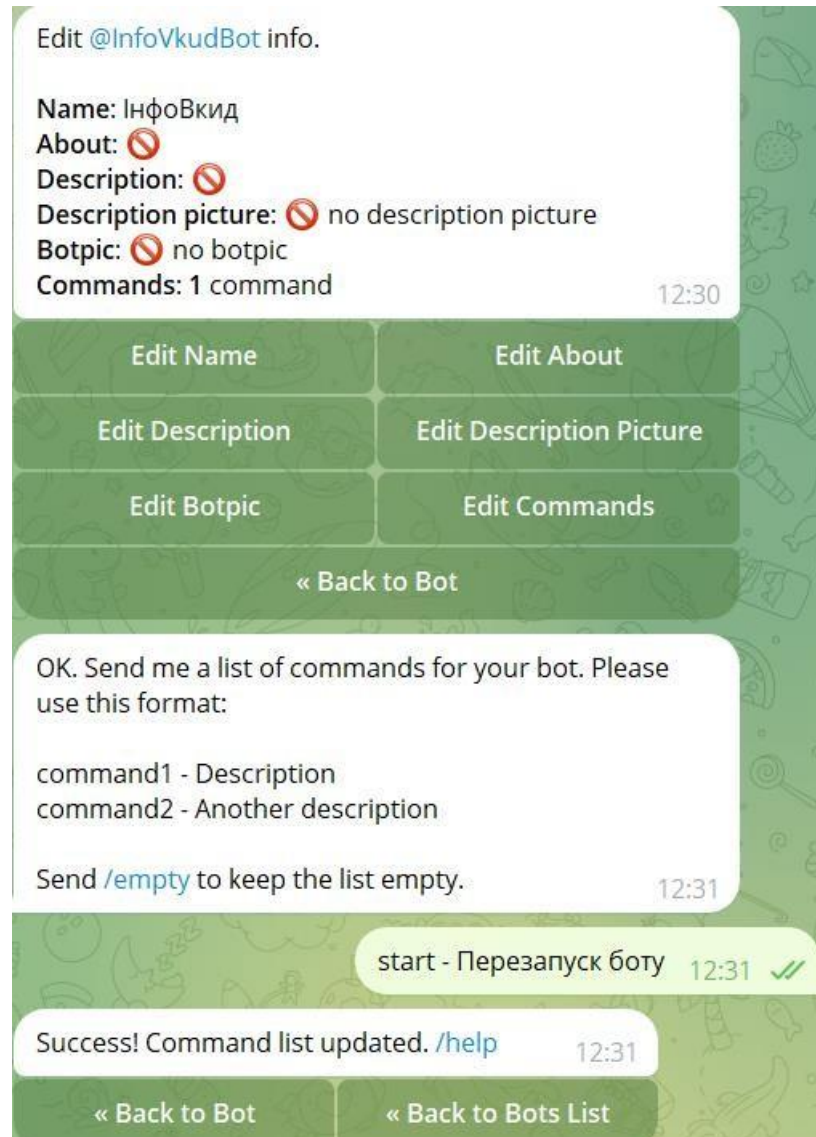 Edit @InfoVkudBot info.
Name: ІнфоВкид
About: 🚫
Description: 🚫
Description picture: 🚫 no description picture
Botpic: 🚫 no botpic
Commands: 1 command
12:30
Edit Name
Edit About
Edit Description
Edit Description Picture
Edit Botpic
Edit Commands
« Back to Bot
OK. Send me a list of commands for your bot. Please
use this format:
command1 - Description
command2 - Another description
Send /empty to keep the list empty.
12:31
start - Перезапуск боту
12:31
Success! Command list updated. /help
12:31
« Back to Bot
« Back to Bots List